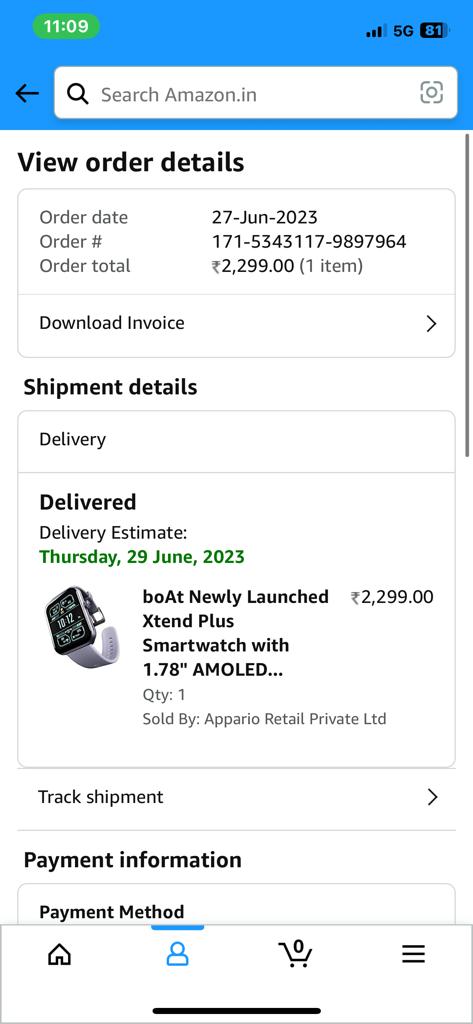 11:09
5G 81
Search Amazon.in
View order details
Order date 27-Jun-2023
Order # 171-5343117-9897964
Order total ₹2,299.00 (1 item)
Download Invoice
Shipment details
Delivery
Delivered
Delivery Estimate:
Thursday, 29 June, 2023
boAt Newly Launched ₹2,299.00
Xtend Plus
Smartwatch with
1.78" AMOLED...
Qty: 1
Sold By: Appario Retail Private Ltd
10:12
Track shipment
Payment information
Payment Method
0